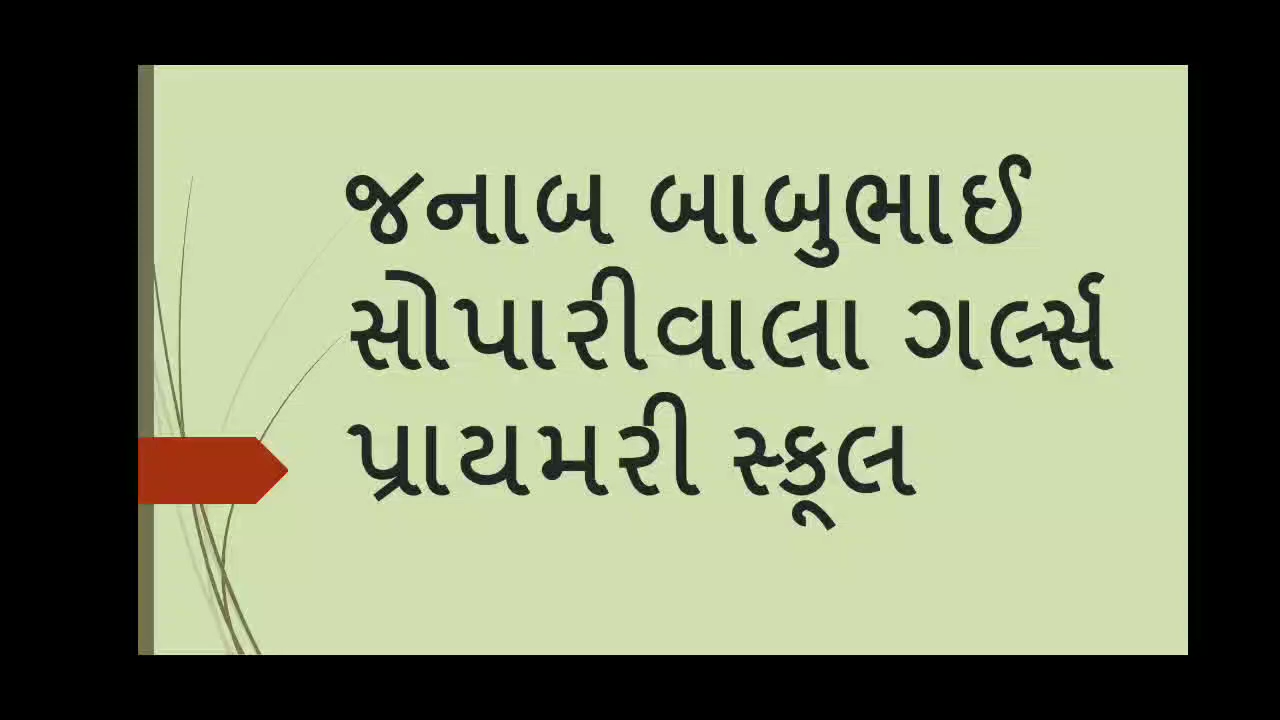 જનાબ બાબુભાઈ
સોપારીવાલા ગર્લ્સ
પ્રાયમરી સ્કૂલ